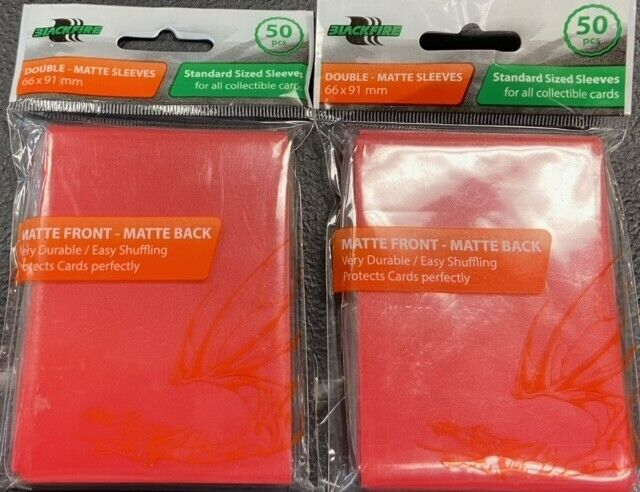 BLACKFIRE
50
pcs
DOUBLE - MATTE SLEEVES
66 x 91 mm
Standard Sized Sleeves
for all collectible cards
MATTE FRONT - MATTE BACK
Very Durable / Easy Shuffling
Protects Cards perfectly
BLACKFIRE
50
pcs
DOUBLE - MATTE SLEEVES
66 x 91 mm
Standard Sized Sleeves
for all collectible cards
MATTE FRONT - MATTE BACK
Very Durable / Easy Shuffling
Protects Cards perfectly